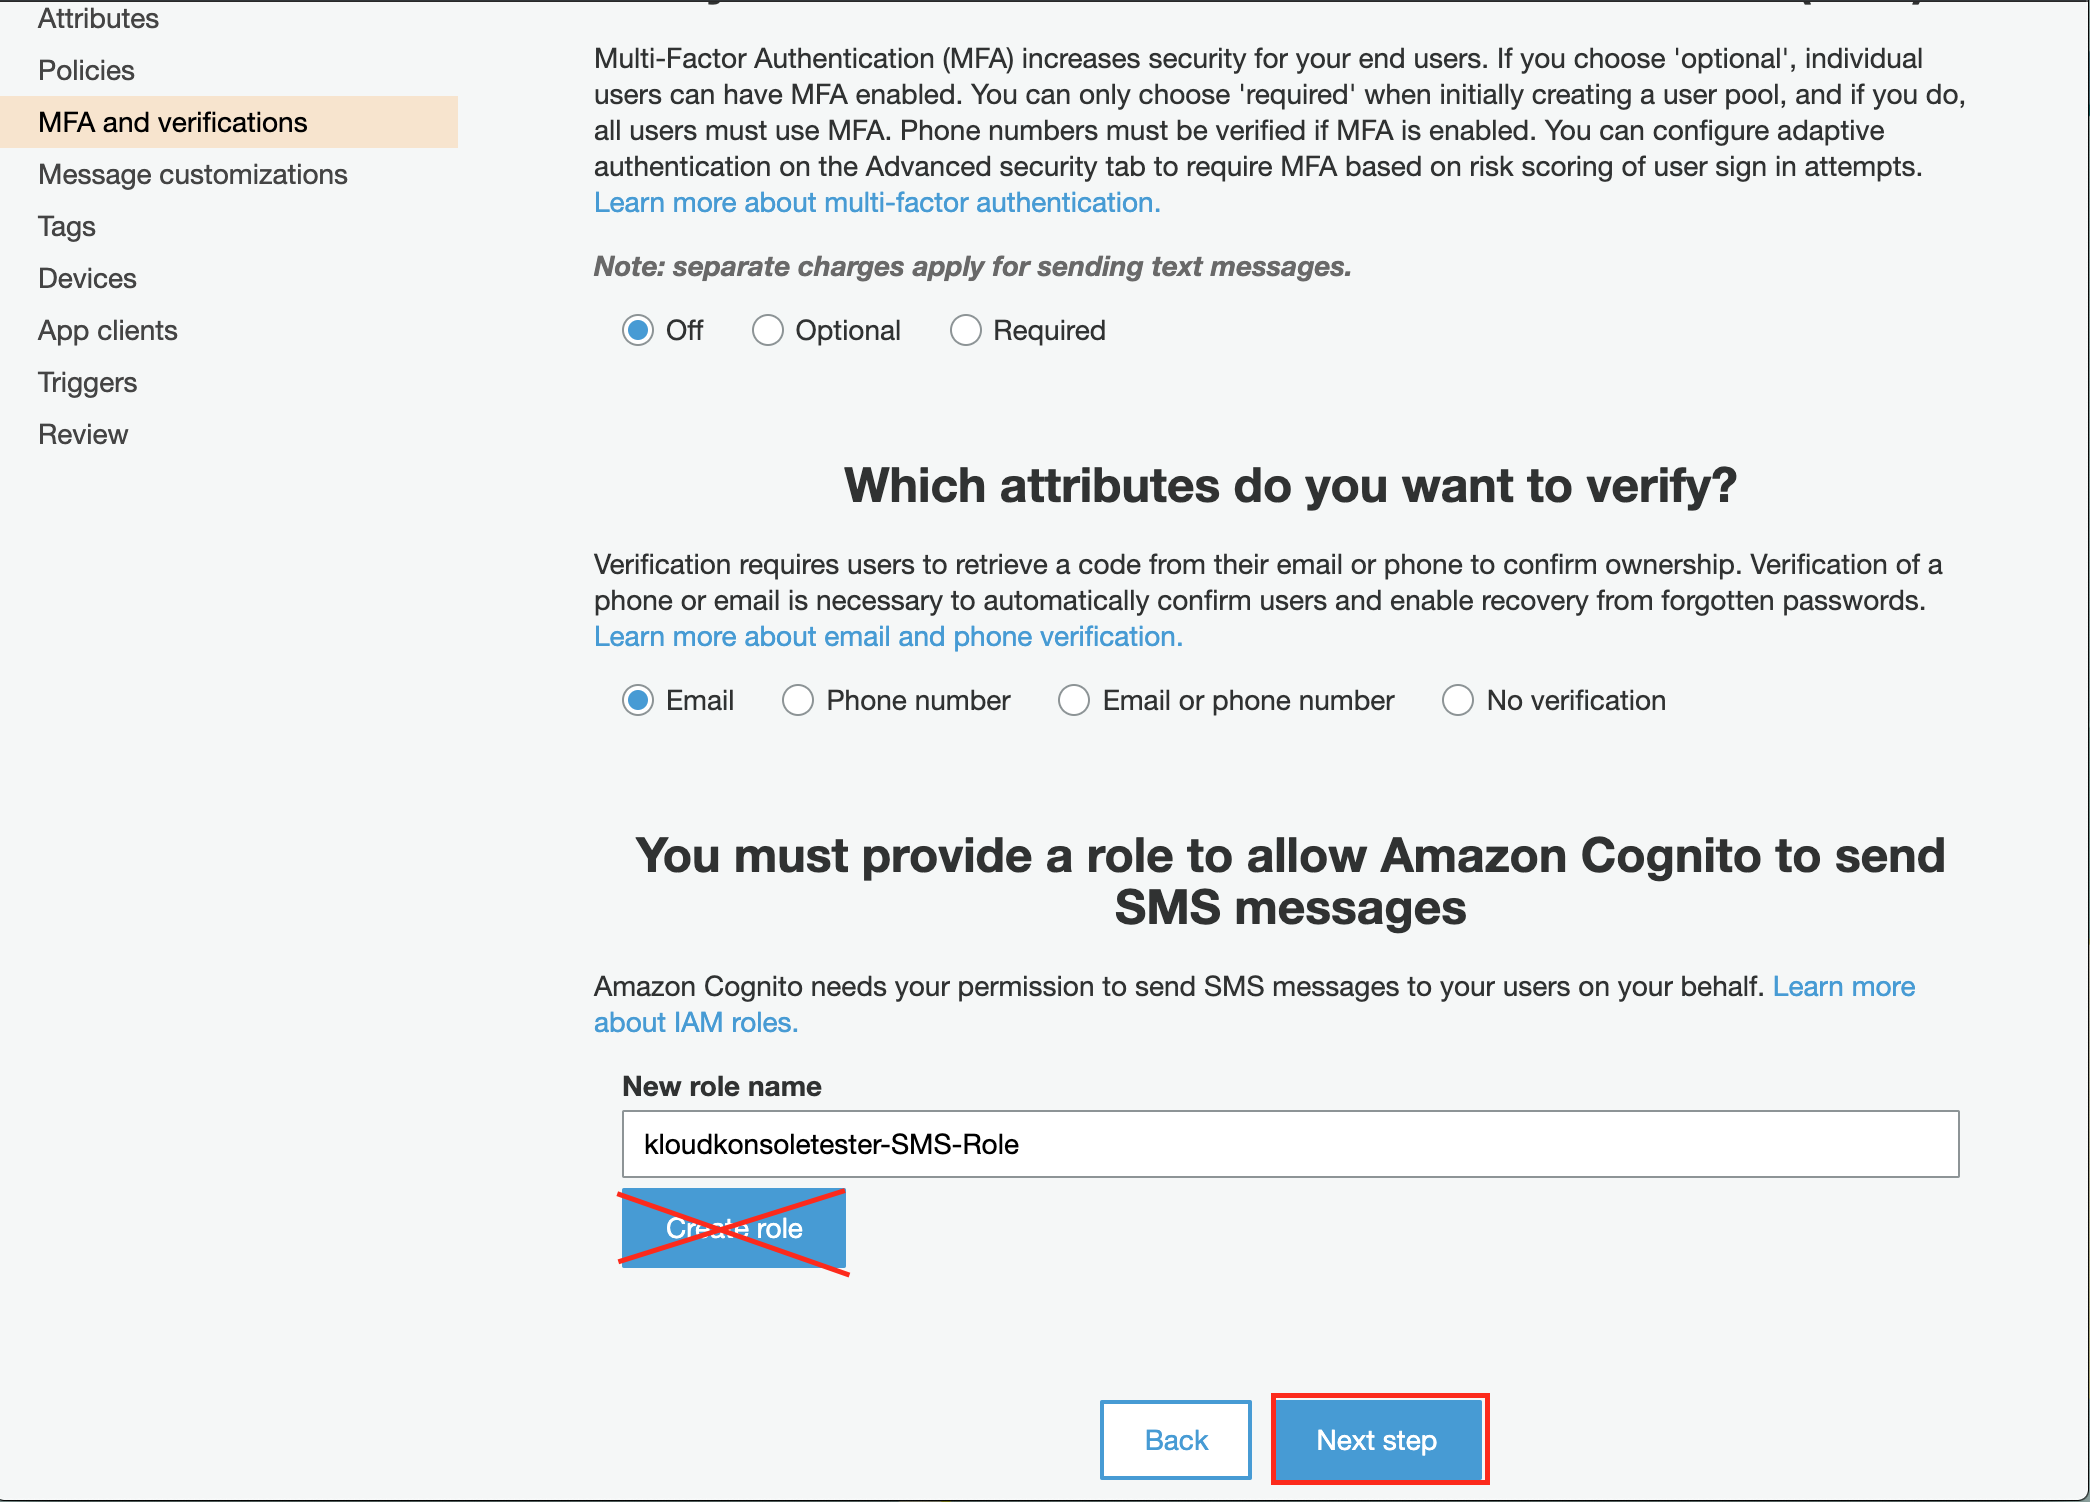 Attributes
Policies
MFA and verifications
Message customizations
Tags
Devices
App clients
Triggers
Review
Multi-Factor Authentication (MFA) increases security for your end users. If you choose 'optional', individual
users can have MFA enabled. You can only choose 'required' when initially creating a user pool, and if you do,
all users must use MFA. Phone numbers must be verified if MFA is enabled. You can configure adaptive
authentication on the Advanced security tab to require MFA based on risk scoring of user sign in attempts.
Learn more about multi-factor authentication.
Note: separate charges apply for sending text messages.
Off Optional Required
Which attributes do you want to verify?
Verification requires users to retrieve a code from their email or phone to confirm ownership. Verification of a
phone or email is necessary to automatically confirm users and enable recovery from forgotten passwords.
Learn more about email and phone verification.
Email Phone number Email or phone number No verification
You must provide a role to allow Amazon Cognito to send
SMS messages
Amazon Cognito needs your permission to send SMS messages to your users on your behalf. Learn more
about IAM roles.
New role name
kloudkonsoletester-SMS-Role
Create role
Back Next step